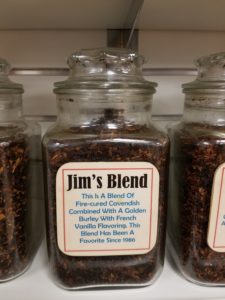 Jim's Blend
This Is A Blend Of
Fire-cured Cavendish
Combined With A Golden
Burley With French
Vanilla Flavoring. This
Blend Has Been A
Favorite Since 1986